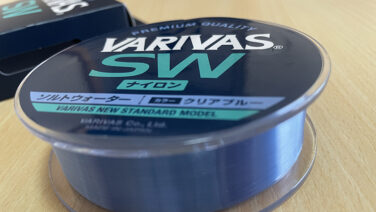 PREMIUM QUALITY
VARIVAS®
SW
ナイロン
ソルトウォーター カラー クリアブルー
VARIVAS NEW STANDARD MODEL
VARIVAS Co., Ltd.
MADE IN JAPAN